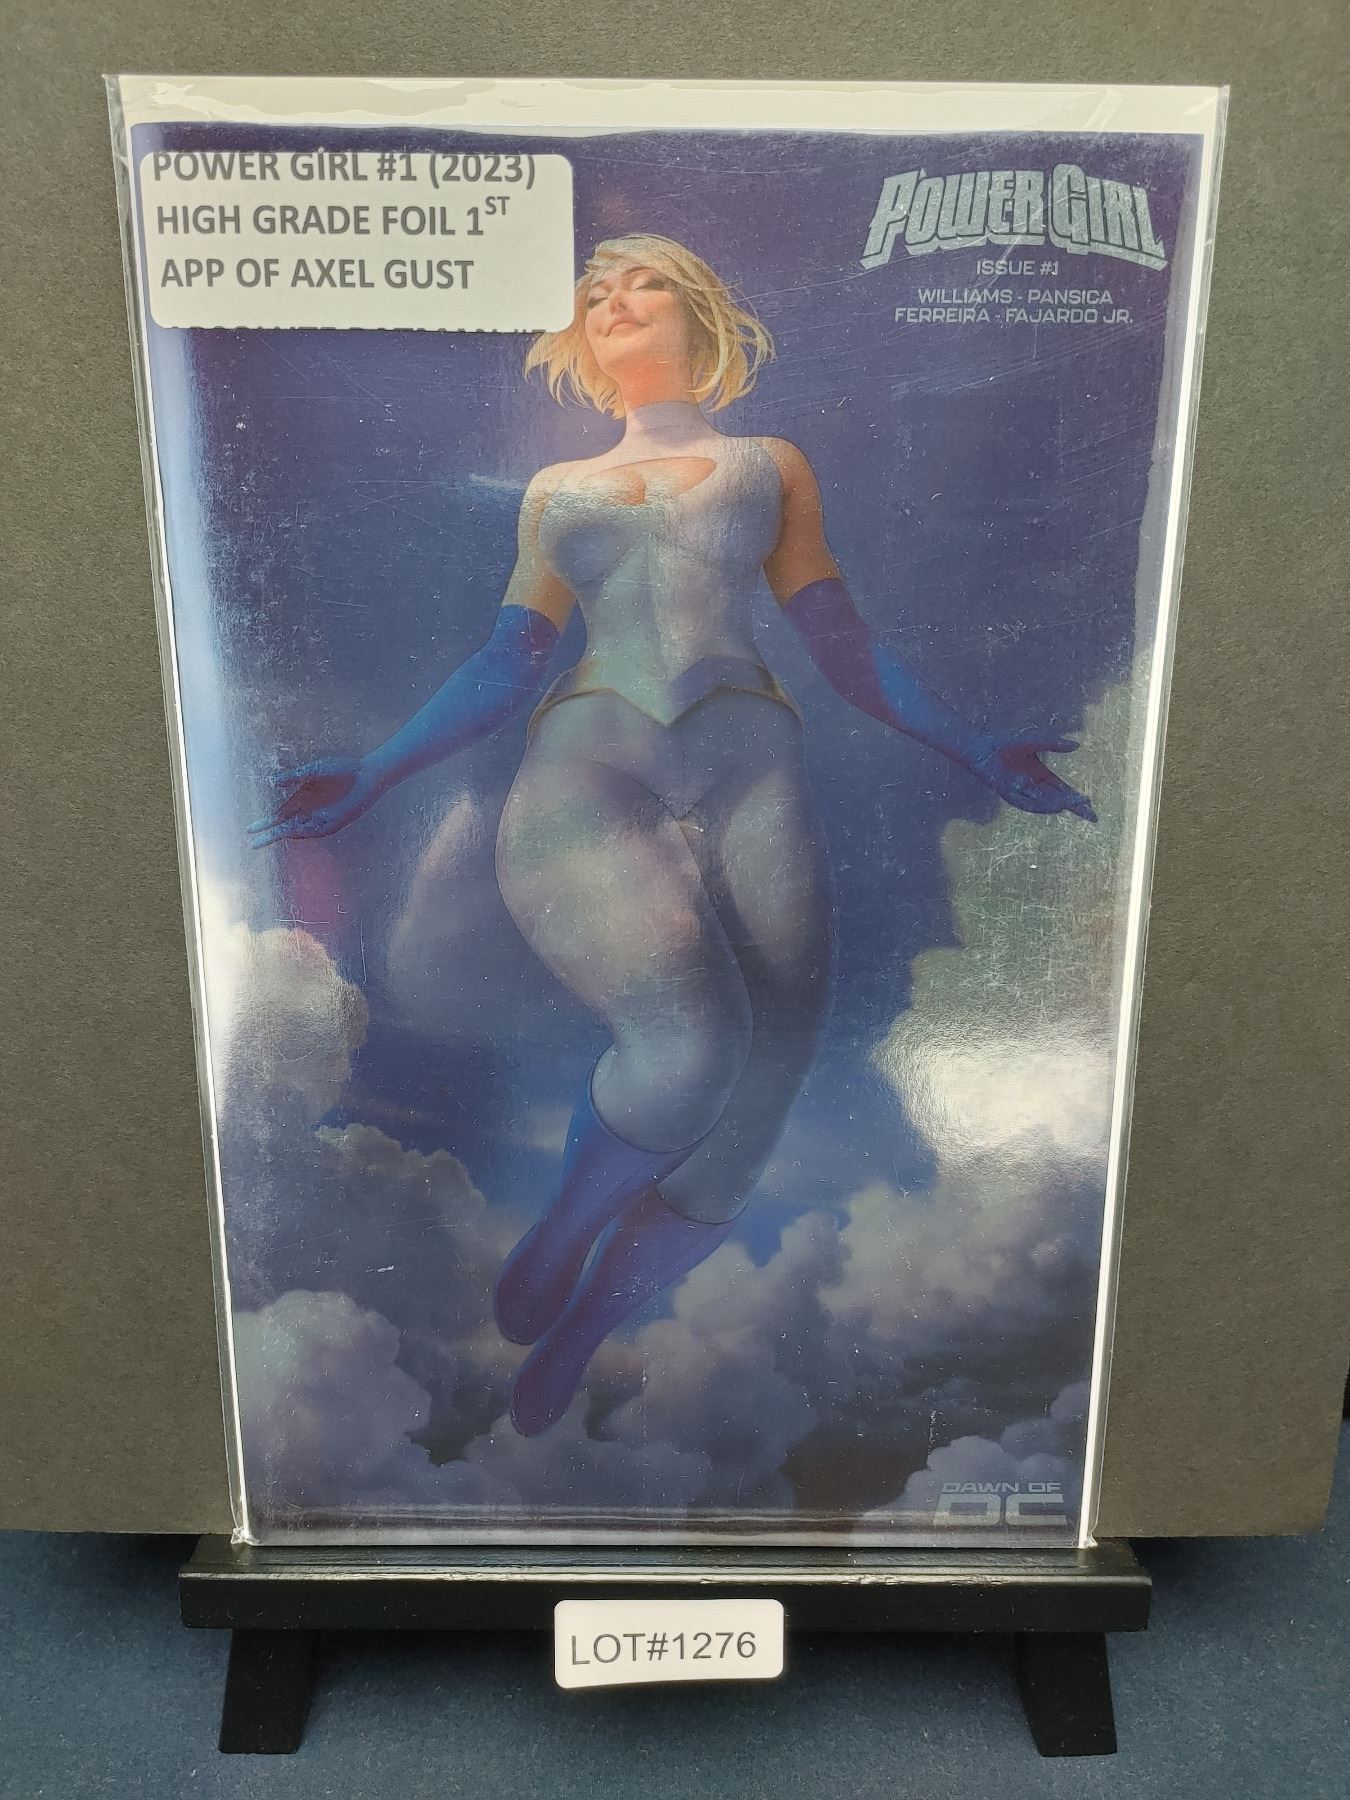 POWER GIRL #1 (2023)
HIGH GRADE FOIL 1ST
APP OF AXEL GUST
POWER GIRL
ISSUE #1
WILLIAMS - PANSICA
FERREIRA - FAJARDO JR.
DAWN OF
DC
LOT#1276